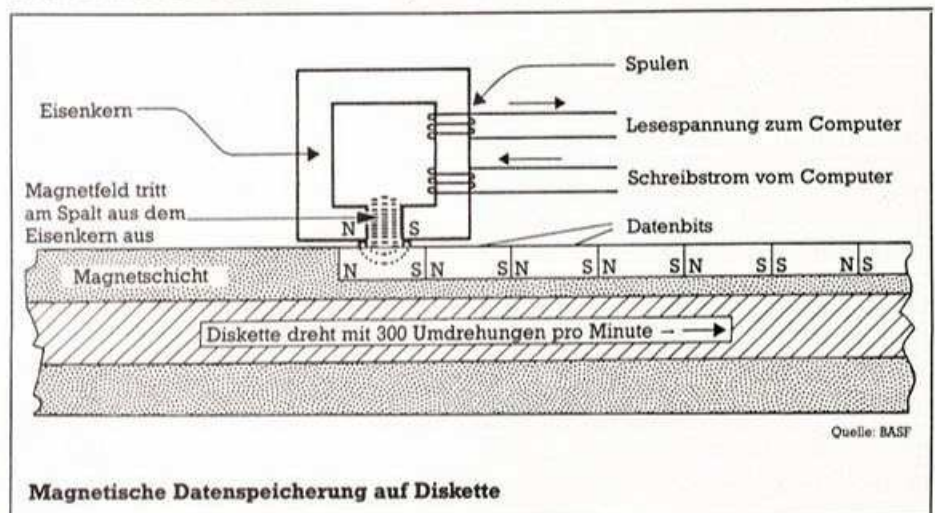 Spulen
Eisenkern
Lesespannung zum Computer
Magnetfeld tritt
am Spalt aus dem
Eisenkern aus
Schreibstrom vom Computer
N S
Datenbits
Magnetschicht
N S N S N S N S N S S N S
Diskette dreht mit 300 Umdrehungen pro Minute
Quelle: BASF
Magnetische Datenspeicherung auf Diskette